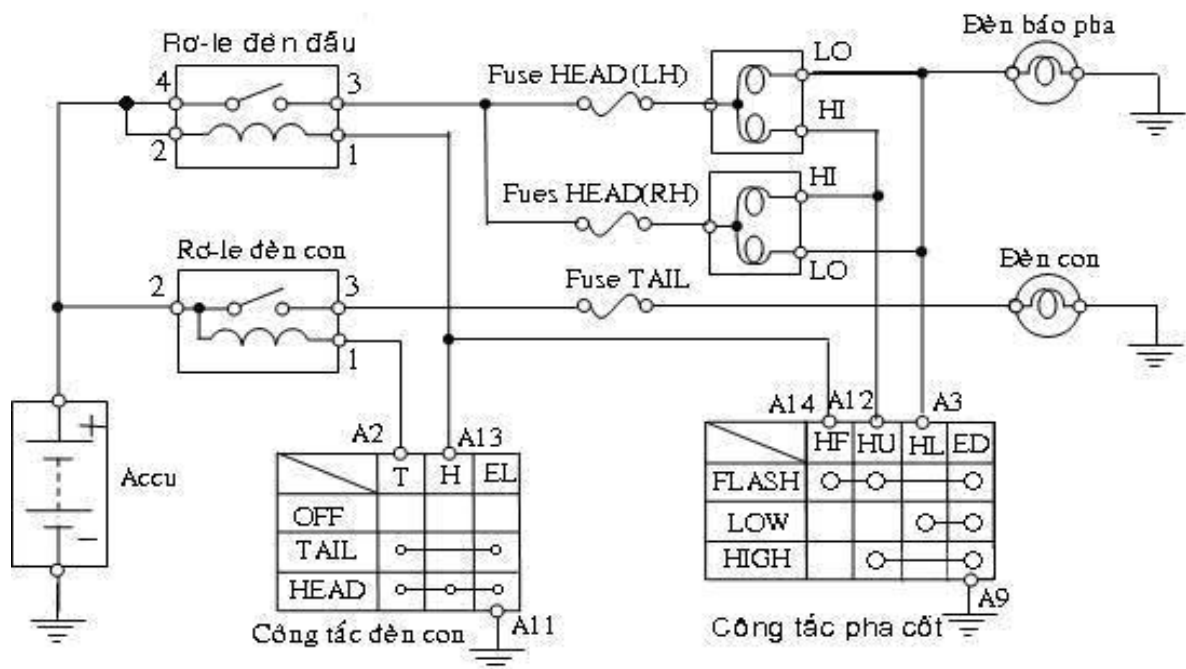 Rơ-le đèn đầu
4
3
2
1
Fuse HEAD (LH)
LO
HI
Đèn báo pha
Fues HEAD(RH)
HI
LO
Rơ-le đèn con
2
3
1
Fuse TAIL
Đèn con
Accu
+
−
A2
A13
T H EL
OFF
TAIL
HEAD
A11
Công tắc đèn con
A14 A12 A3
HF HU HL ED
FLASH
LOW
HIGH
A9
Công tắc pha cốt